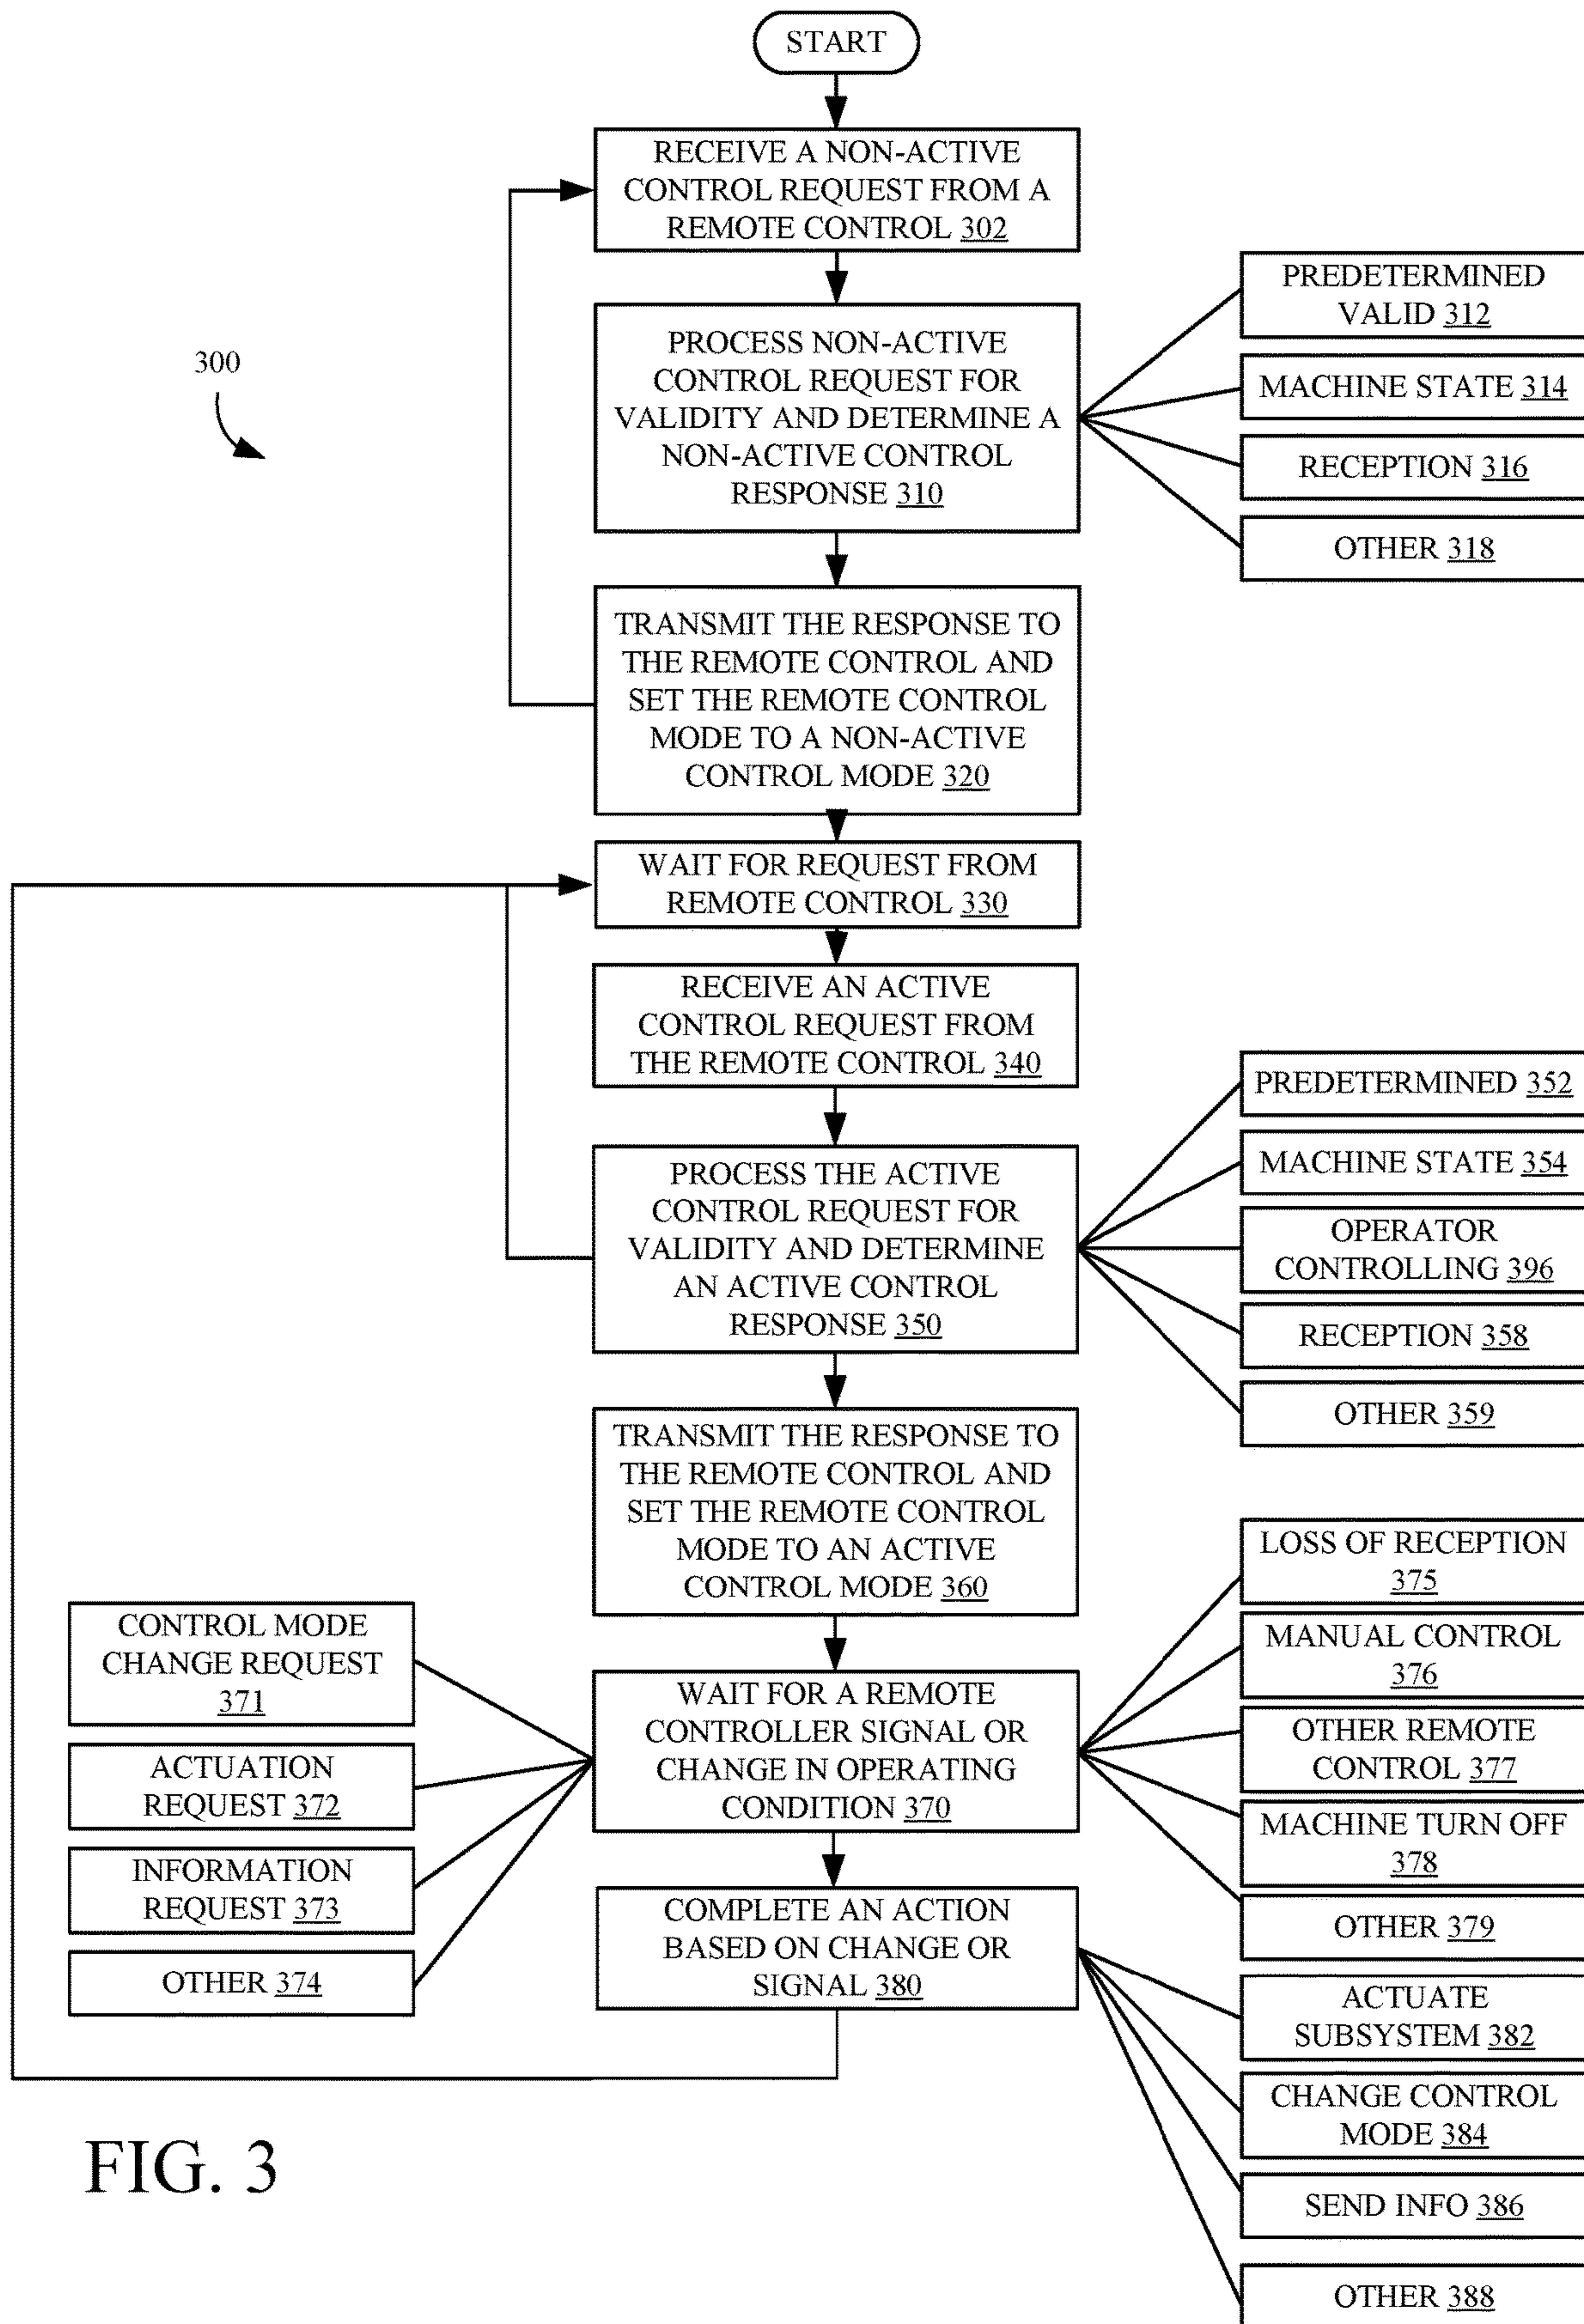 START
RECEIVE A NON-ACTIVE
CONTROL REQUEST FROM A
REMOTE CONTROL 302
PROCESS NON-ACTIVE
CONTROL REQUEST FOR
VALIDITY AND DETERMINE A
NON-ACTIVE CONTROL
RESPONSE 310
PREDETERMINED
VALID 312
MACHINE STATE 314
RECEPTION 316
OTHER 318
300
TRANSMIT THE RESPONSE TO
THE REMOTE CONTROL AND
SET THE REMOTE CONTROL
MODE TO A NON-ACTIVE
CONTROL MODE 320
WAIT FOR REQUEST FROM
REMOTE CONTROL 330
RECEIVE AN ACTIVE
CONTROL REQUEST FROM
THE REMOTE CONTROL 340
PROCESS THE ACTIVE
CONTROL REQUEST FOR
VALIDITY AND DETERMINE
AN ACTIVE CONTROL
RESPONSE 350
PREDETERMINED 352
MACHINE STATE 354
OPERATOR
CONTROLLING 396
RECEPTION 358
OTHER 359
TRANSMIT THE RESPONSE TO
THE REMOTE CONTROL AND
SET THE REMOTE CONTROL
MODE TO AN ACTIVE
CONTROL MODE 360
CONTROL MODE
CHANGE REQUEST
371
ACTUATION
REQUEST 372
INFORMATION
REQUEST 373
OTHER 374
WAIT FOR A REMOTE
CONTROLLER SIGNAL OR
CHANGE IN OPERATING
CONDITION 370
LOSS OF RECEPTION
375
MANUAL CONTROL
376
OTHER REMOTE
CONTROL 377
MACHINE TURN OFF
378
OTHER 379
COMPLETE AN ACTION
BASED ON CHANGE OR
SIGNAL 380
ACTUATE
SUBSYSTEM 382
CHANGE CONTROL
MODE 384
SEND INFO 386
OTHER 388
FIG. 3